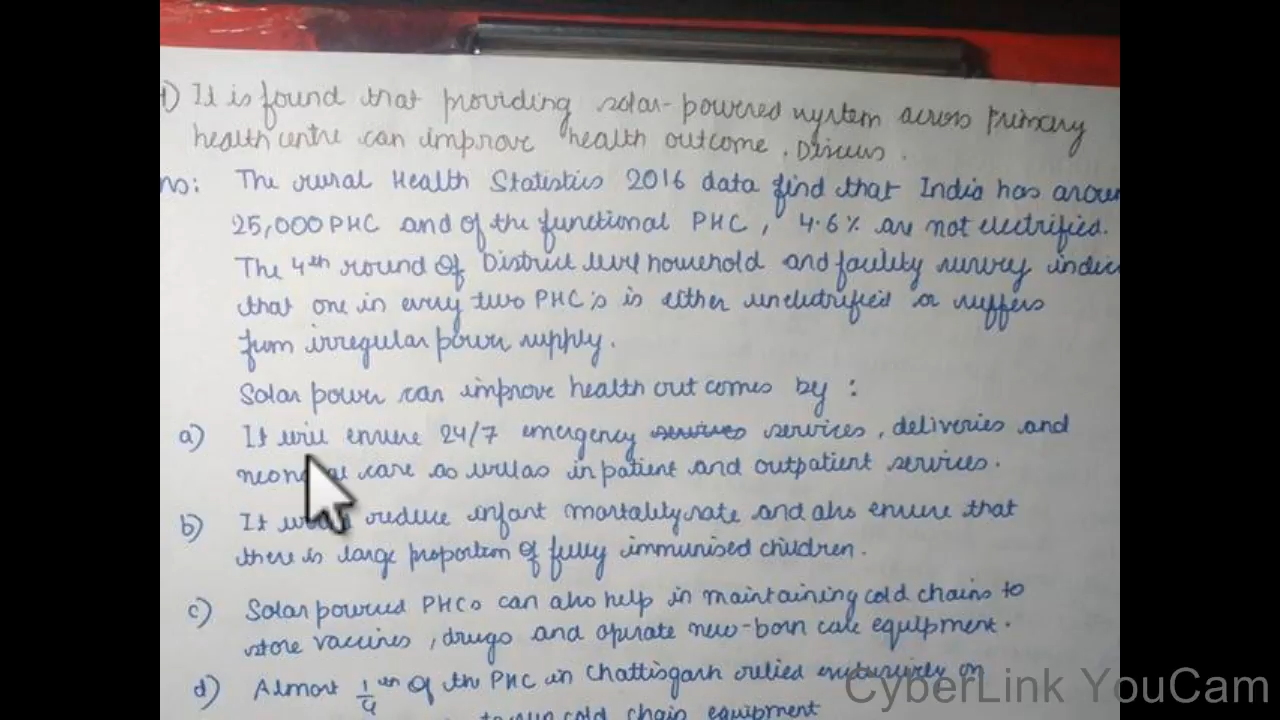 1) It is found that providing solar-powered system across primary
health centre can improve health outcome. Discuss.
ns: The rural Health Statistics 2016 data find that India has aroun
25,000 PHC and of the functional PHC, 4.6% are not electrified.
The 4th round of District level household and facility survey indic
that one in every two PHC's is either unelectrified or suffers
from irregular power supply.
Solar power can improve health outcomes by :
a) It will ensure 24/7 emergency services services, deliveries and
neonatal care as well as inpatient and outpatient services.
b) It will reduce infant mortality rate and also ensure that
there is large proportion of fully immunised children.
c) Solar powered PHCs can also help in maintaining cold chains to
store vaccines, drugs and operate new-born care equipment.
d) Almost 1/4 th of the PHC in Chattisgarh relied on
cold chain equipment
CyberLink YouCam